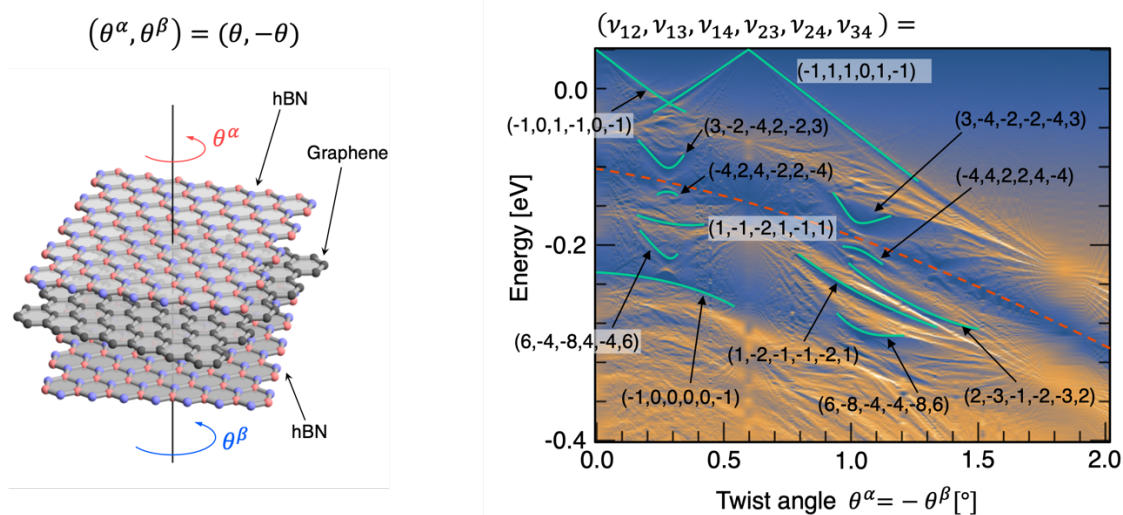 (θ^α, θ^β) = (θ, −θ)
hBN
θ^α
Graphene
hBN
θ^β
(ν₁₂, ν₁₃, ν₁₄, ν₂₃, ν₂₄, ν₃₄ ) =
Energy [eV]
0.0
-0.2
-0.4
(-1,1,1,0,1,-1)
(-1,0,1,-1,0,-1)
(3,-2,-4,2,-2,3)
(3,-4,-2,-2,-4,3)
(-4,2,4,-2,2,-4)
(-4,4,2,2,4,-4)
(1,-1,-2,1,-1,1)
(6,-4,-8,4,-4,6)
(1,-2,-1,-1,-2,1)
(-1,0,0,0,0,-1)
(6,-8,-4,-4,-8,6)
(2,-3,-1,-2,-3,2)
0.0 0.5 1.0 1.5 2.0
Twist angle θ^α = − θ^β [°]